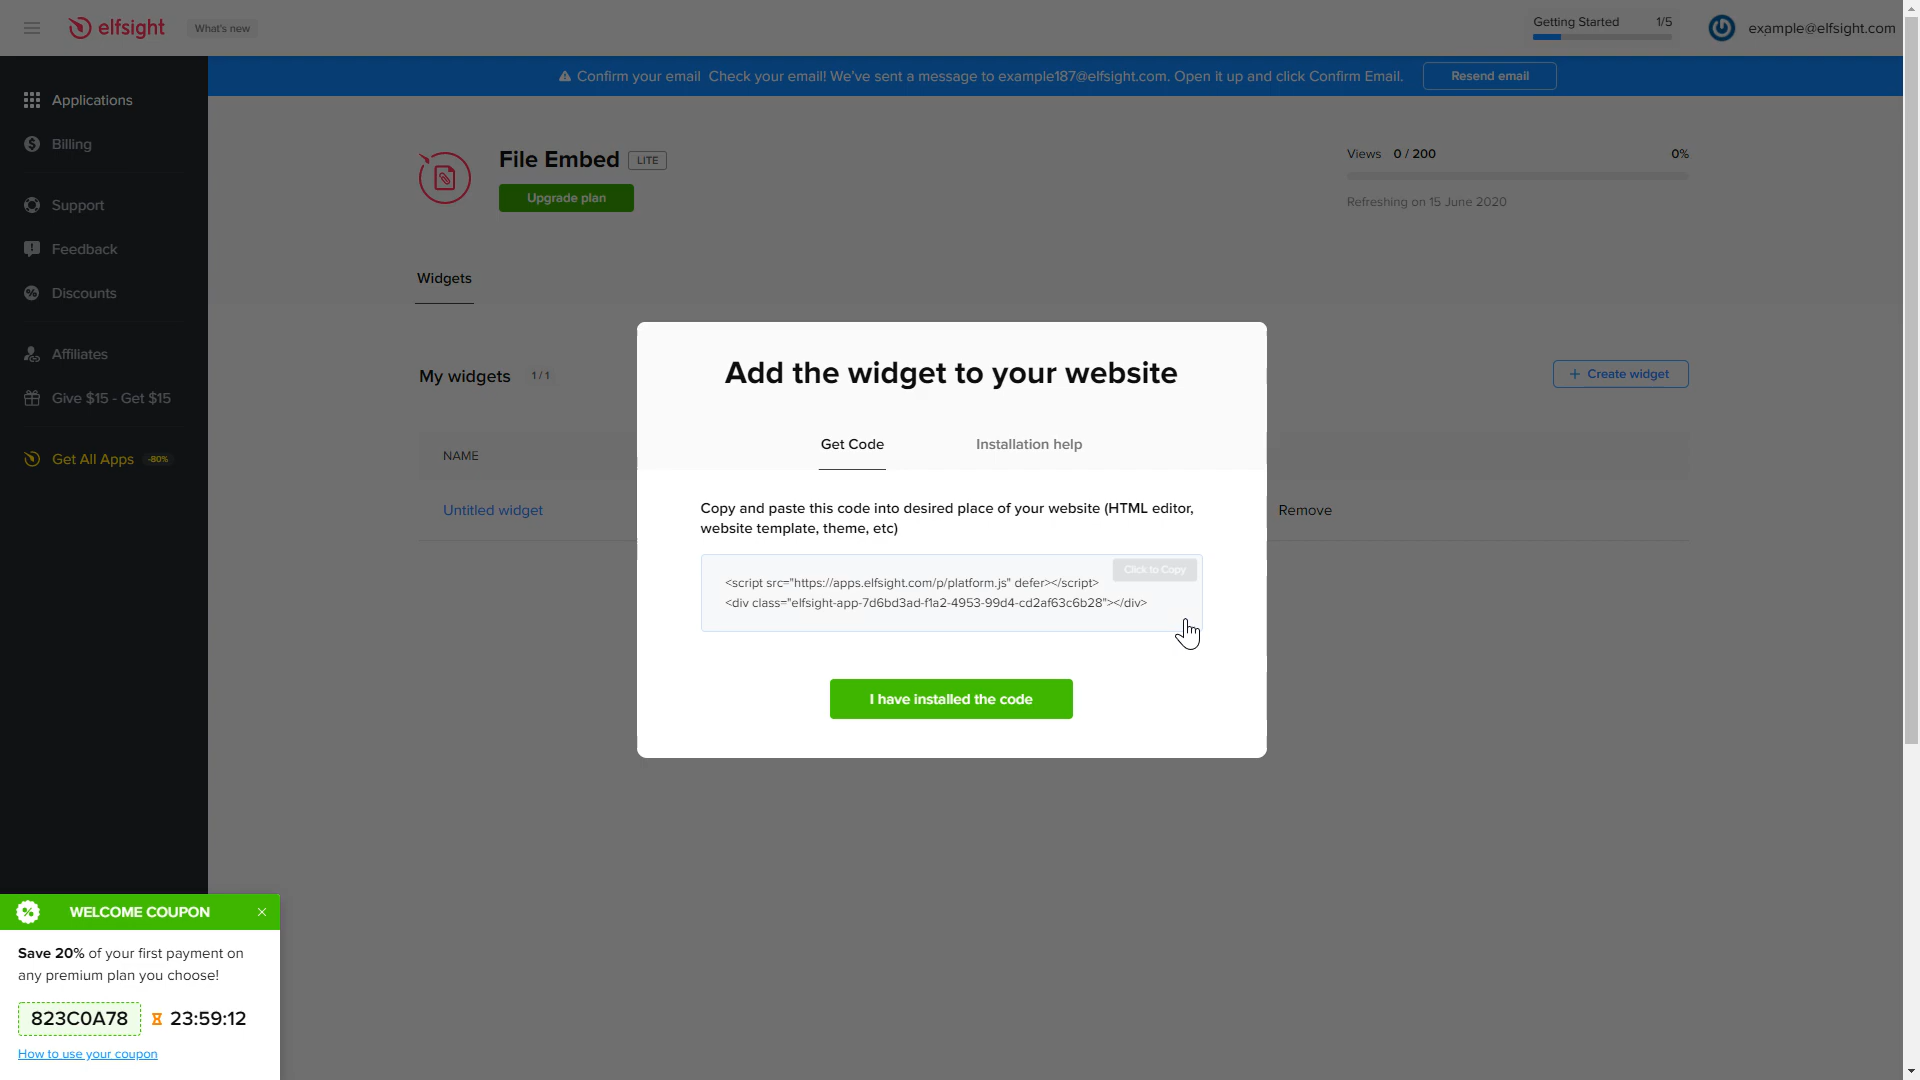 elfsight
What's new
Getting Started 1/5
example@elfsight.com
Confirm your email Check your email! We've sent a message to example187@elfsight.com. Open it up and click Confirm Email.
Resend email
Applications
Billing
Support
Feedback
Discounts
Affiliates
Give $15 - Get $15
Get All Apps -80%
File Embed LITE
Upgrade plan
Views 0 / 200 0%
Refreshing on 15 June 2020
Widgets
My widgets 1 / 1
+ Create widget
NAME
Untitled widget
Remove
Add the widget to your website
Get Code
Installation help
Copy and paste this code into desired place of your website (HTML editor,
website template, theme, etc)
Click to Copy
<script src="https://apps.elfsight.com/p/platform.js" defer></script>
<div class="elfsight-app-7d6bd3ad-f1a2-4953-99d4-cd2af63c6b28"></div>
I have installed the code
WELCOME COUPON
Save 20% of your first payment on
any premium plan you choose!
823C0A78 23:59:12
How to use your coupon